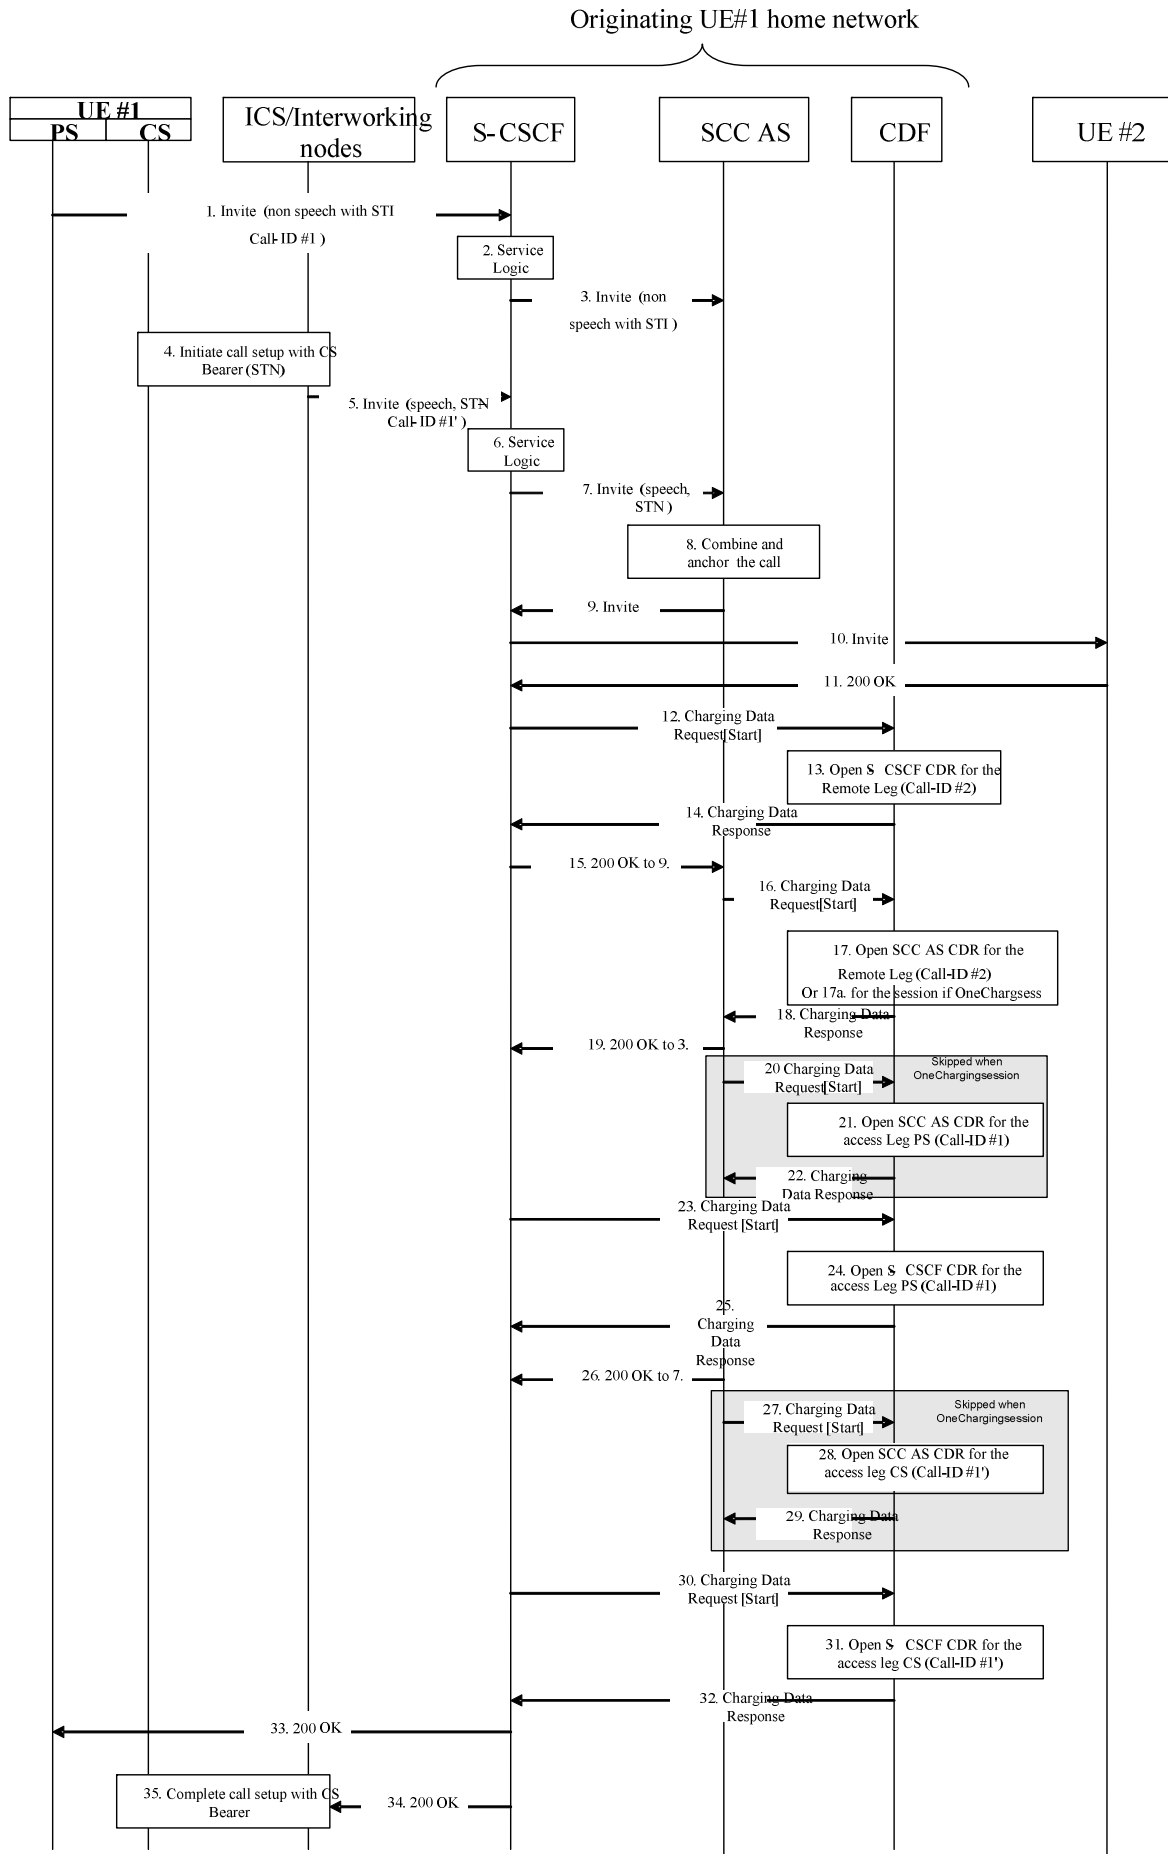 Originating UE#1 home network
UE #1
PS
CS
ICS/Interworking
nodes
S-CSCF
SCC AS
CDF
UE #2
1. Invite (non speech with STI
Call-ID #1 )
2. Service
Logic
3. Invite (non
speech with STI )
4. Initiate call setup with CS
Bearer (STN)
5. Invite (speech, STN
Call-ID #1' )
6. Service
Logic
7. Invite (speech,
STN )
8. Combine and
anchor the call
9. Invite
10. Invite
11. 200 OK
12. Charging Data
Request[Start]
13. Open S- CSCF CDR for the
Remote Leg (Call-ID #2)
14. Charging Data
Response
15. 200 OK to 9.
16. Charging Data
Request[Start]
17. Open SCC AS CDR for the
Remote Leg (Call-ID #2)
Or 17a. for the session if OneChargsess
18. Charging Data
Response
19. 200 OK to 3.
Skipped when
OneChargingsession
20 Charging Data
Request[Start]
21. Open SCC AS CDR for the
access Leg PS (Call-ID #1)
22. Charging
Data Response
23. Charging Data
Request [Start]
24. Open S- CSCF CDR for the
access Leg PS (Call-ID #1)
25.
Charging
Data
Response
26. 200 OK to 7.
Skipped when
OneChargingsession
27. Charging Data
Request [Start]
28. Open SCC AS CDR for the
access leg CS (Call-ID #1')
29. Charging Data
Response
30. Charging Data
Request [Start]
31. Open S- CSCF CDR for the
access leg CS (Call-ID #1')
32. Charging Data
Response
33. 200 OK
34. 200 OK
35. Complete call setup with CS
Bearer